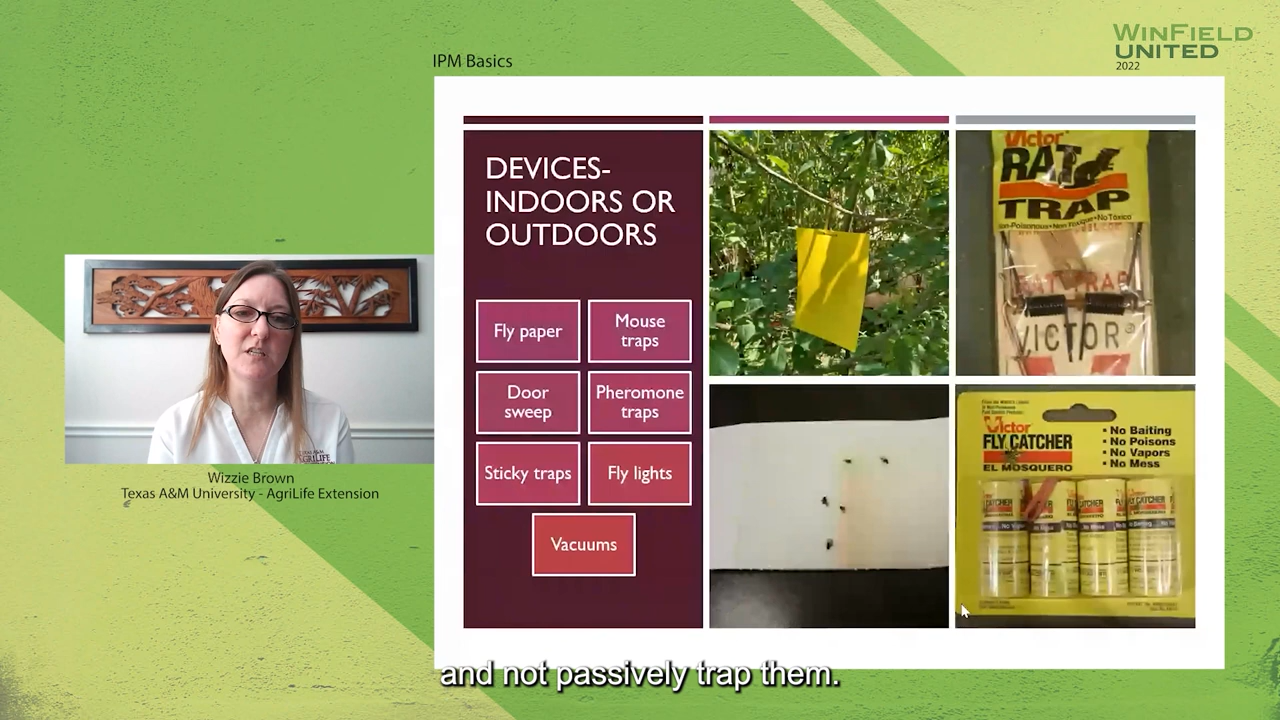 WINFIELD
UNITED
2022
IPM Basics
DEVICES-
INDOORS OR
OUTDOORS
Fly paper
Mouse
traps
Door
sweep
Pheromone
traps
Sticky traps
Fly lights
Vacuums
Victor
RAT
TRAP
RAT TRAP
VICTOR®
Victor
FLY CATCHER
EL MOSQUERO
• No Baiting
• No Poisons
• No Vapors
• No Mess
Wizzie Brown
Texas A&M University - AgriLife Extension
and not passively trap them.